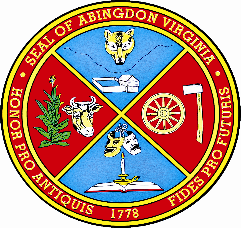 SEAL OF ABINGDON VIRGINIA
HONOR PRO ANTIQUIS
1778
FIDES PRO FUTURIS